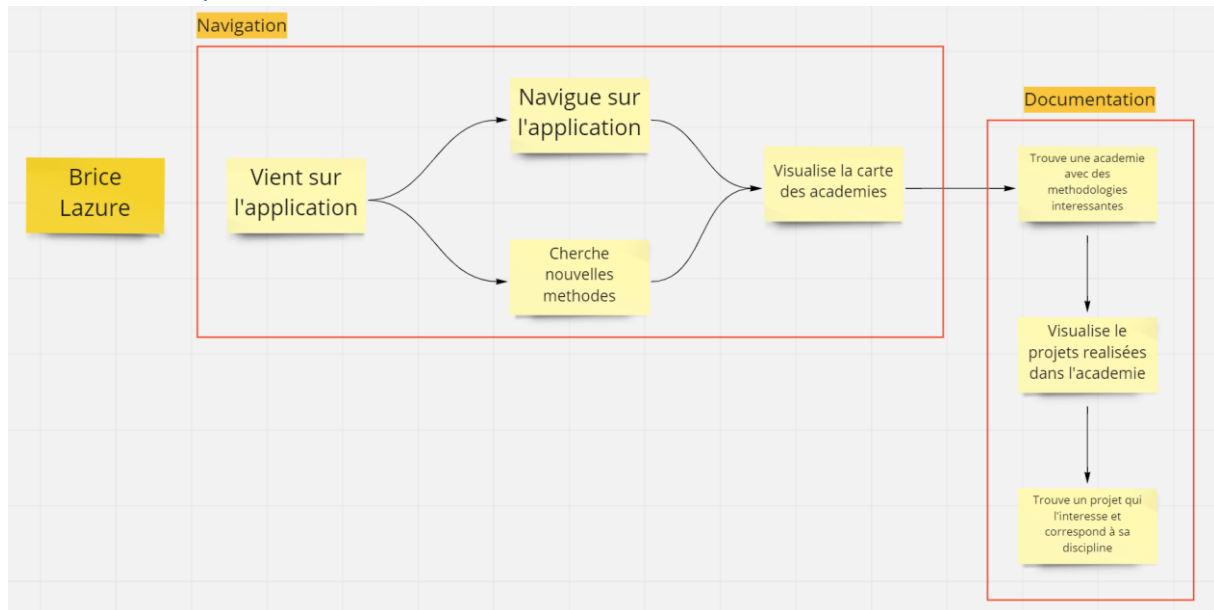 Navigation
Brice
Lazure
Vient sur
l'application
Navigue sur
l'application
Cherche
nouvelles
methodes
Visualise la carte
des academies
Documentation
Trouve une academie
avec des
methodologies
interessantes
Visualise le
projets realisées
dans l'academie
Trouve un projet qui
l'interesse et
correspond à sa
discipline